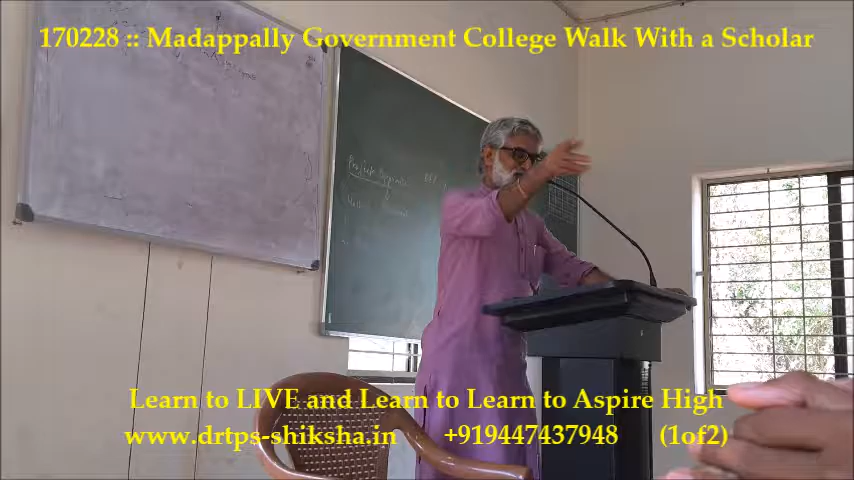 170228 :: Madappally Government College Walk With a Scholar
Learn to LIVE and Learn to Learn to Aspire High
www.drtps-shiksha.in +919447437948 (1of2)